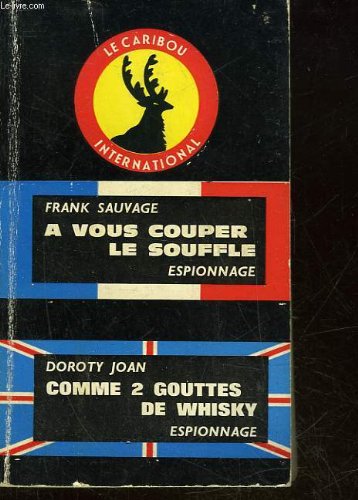 Le-livre.com
LE CARIBOU
INTERNATIONAL
FRANK SAUVAGE
A VOUS COUPER
LE SOUFFLE
ESPIONNAGE
DOROTY JOAN
COMME 2 GOUTTES
DE WHISKY
ESPIONNAGE